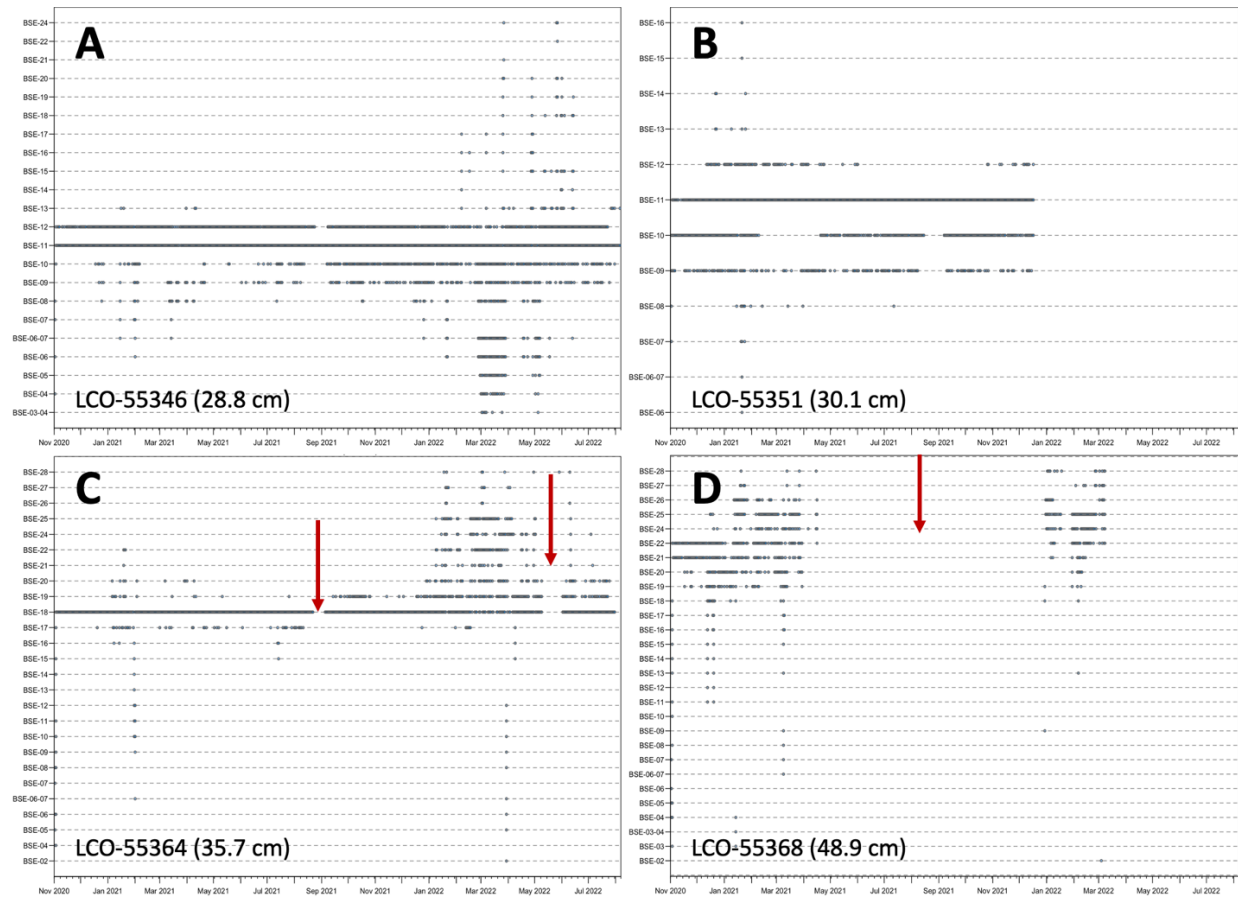 A
BSE-24
BSE-22
BSE-21
BSE-20
BSE-19
BSE-18
BSE-17
BSE-16
BSE-15
BSE-14
BSE-13
BSE-12
BSE-11
BSE-10
BSE-09
BSE-08
BSE-07
BSE-06-07
BSE-06
BSE-05
BSE-04
BSE-03-04
LCO-55346 (28.8 cm)
Nov 2020 Jan 2021 Mar 2021 May 2021 Jul 2021 Sep 2021 Nov 2021 Jan 2022 Mar 2022 May 2022 Jul 2022
B
BSE-16
BSE-15
BSE-14
BSE-13
BSE-12
BSE-11
BSE-10
BSE-09
BSE-08
BSE-07
BSE-06-07
BSE-06
LCO-55351 (30.1 cm)
Nov 2020 Jan 2021 Mar 2021 May 2021 Jul 2021 Sep 2021 Nov 2021 Jan 2022 Mar 2022 May 2022 Jul 2022
C
BSE-28
BSE-27
BSE-26
BSE-25
BSE-24
BSE-22
BSE-21
BSE-20
BSE-19
BSE-18
BSE-17
BSE-16
BSE-15
BSE-14
BSE-13
BSE-12
BSE-11
BSE-10
BSE-09
BSE-08
BSE-07
BSE-06-07
BSE-06
BSE-05
BSE-04
BSE-02
LCO-55364 (35.7 cm)
Nov 2020 Jan 2021 Mar 2021 May 2021 Jul 2021 Sep 2021 Nov 2021 Jan 2022 Mar 2022 May 2022 Jul 2022
D
BSE-28
BSE-27
BSE-26
BSE-25
BSE-24
BSE-22
BSE-21
BSE-20
BSE-19
BSE-18
BSE-17
BSE-16
BSE-15
BSE-14
BSE-13
BSE-12
BSE-11
BSE-10
BSE-09
BSE-08
BSE-07
BSE-06-07
BSE-06
BSE-05
BSE-04
BSE-03-04
BSE-03
BSE-02
LCO-55368 (48.9 cm)
Nov 2020 Jan 2021 Mar 2021 May 2021 Jul 2021 Sep 2021 Nov 2021 Jan 2022 Mar 2022 May 2022 Jul 2022